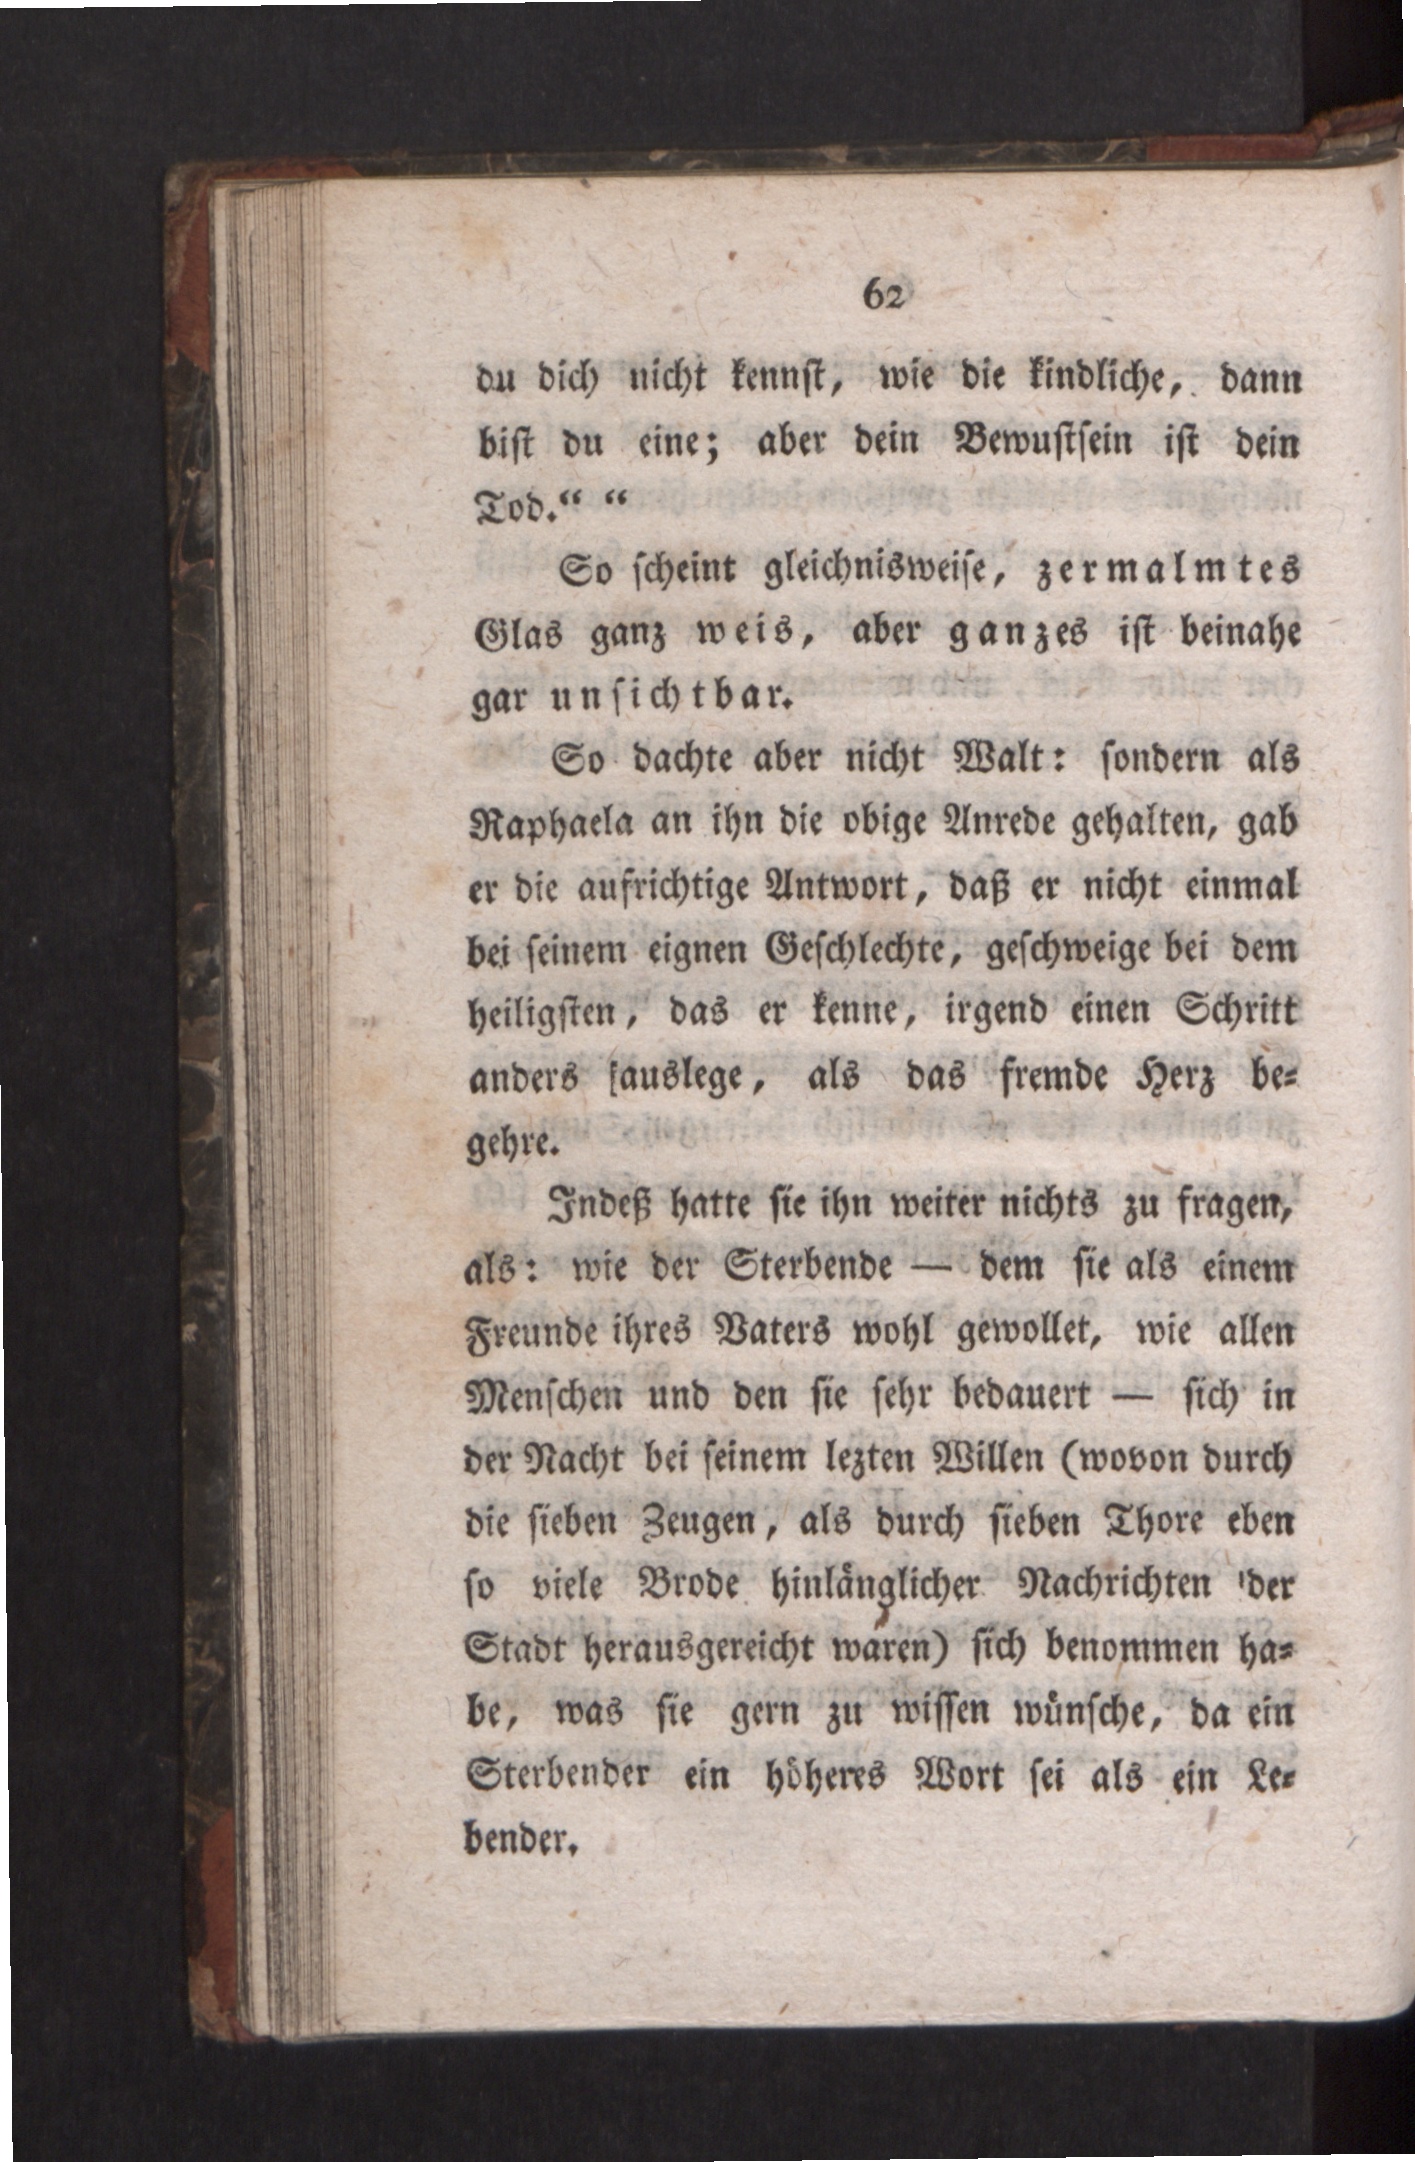 62
du dich nicht kennst, wie die kindliche, dann
bist du eine; aber dein Bewustsein ist dein
Tod.“ “
So scheint gleichnisweise, zermalmtes
Glas ganz weis, aber ganzes ist beinahe
gar unsichtbar.
So dachte aber nicht Walt: sondern als
Raphaela an ihn die obige Anrede gehalten, gab
er die aufrichtige Antwort, daß er nicht einmal
bei seinem eignen Geschlechte, geschweige bei dem
heiligsten, das er kenne, irgend einen Schritt
anders auslege, als das fremde Herz be-
gehre.
Indeß hatte sie ihn weiter nichts zu fragen,
als: wie der Sterbende — dem sie als einem
Freunde ihres Vaters wohl gewollet, wie allen
Menschen und den sie sehr bedauert — sich in
der Nacht bei seinem lezten Willen (wovon durch
die sieben Zeugen, als durch sieben Thore eben
so viele Brode hinlänglicher Nachrichten der
Stadt herausgereicht wären) sich benommen ha-
be, was sie gern zu wissen wünsche, da ein
Sterbender ein höheres Wort sei als ein Le-
bender.